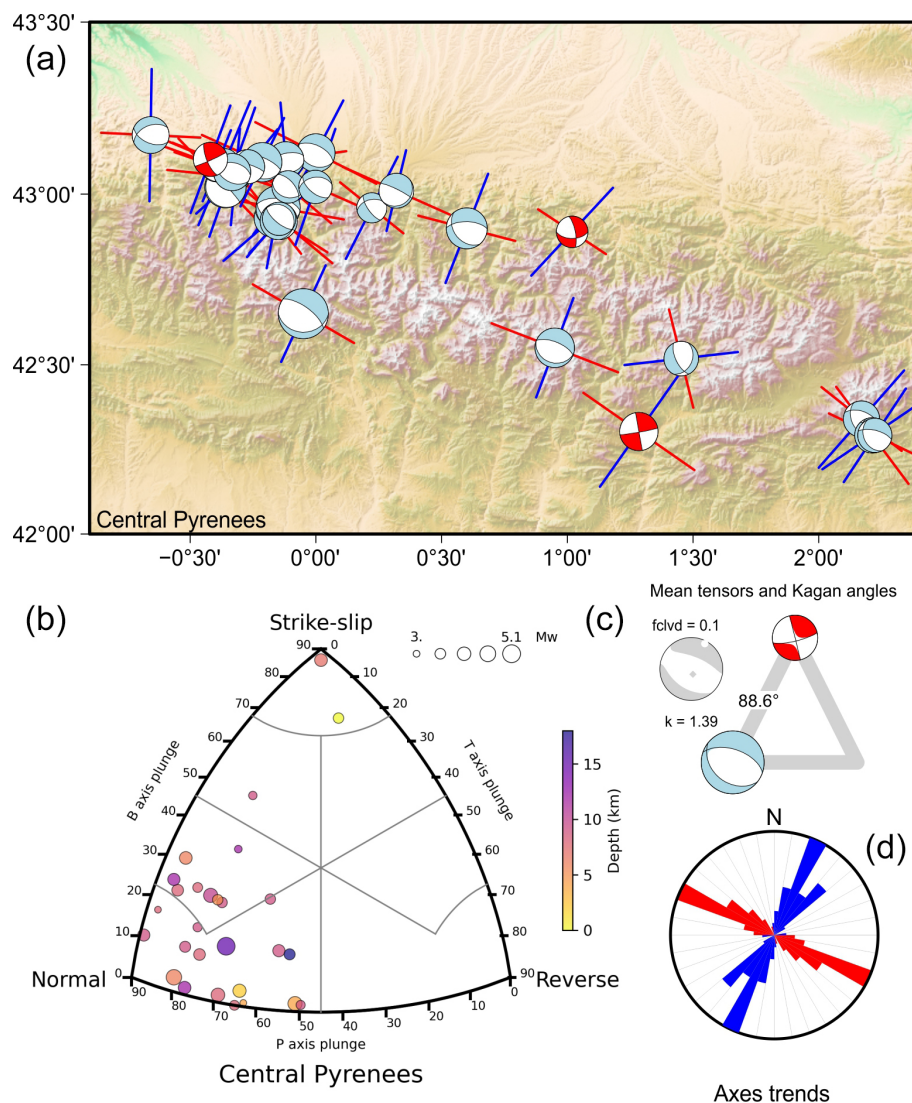 (a)
43°30'
43°00'
42°30'
42°00'
Central Pyrenees
−0°30'
0°00'
0°30'
1°00'
1°30'
2°00'
(b)
Strike-slip
3.
5.1
Mw
90
80
70
60
50
40
30
20
10
0
B axis plunge
0
10
20
30
40
50
60
70
80
90
T axis plunge
90
80
70
60
50
40
30
20
10
0
P axis plunge
Normal
Reverse
Central Pyrenees
15
10
5
0
Depth (km)
(c)
Mean tensors and Kagan angles
fclvd = 0.1
88.6°
k = 1.39
N
(d)
Axes trends